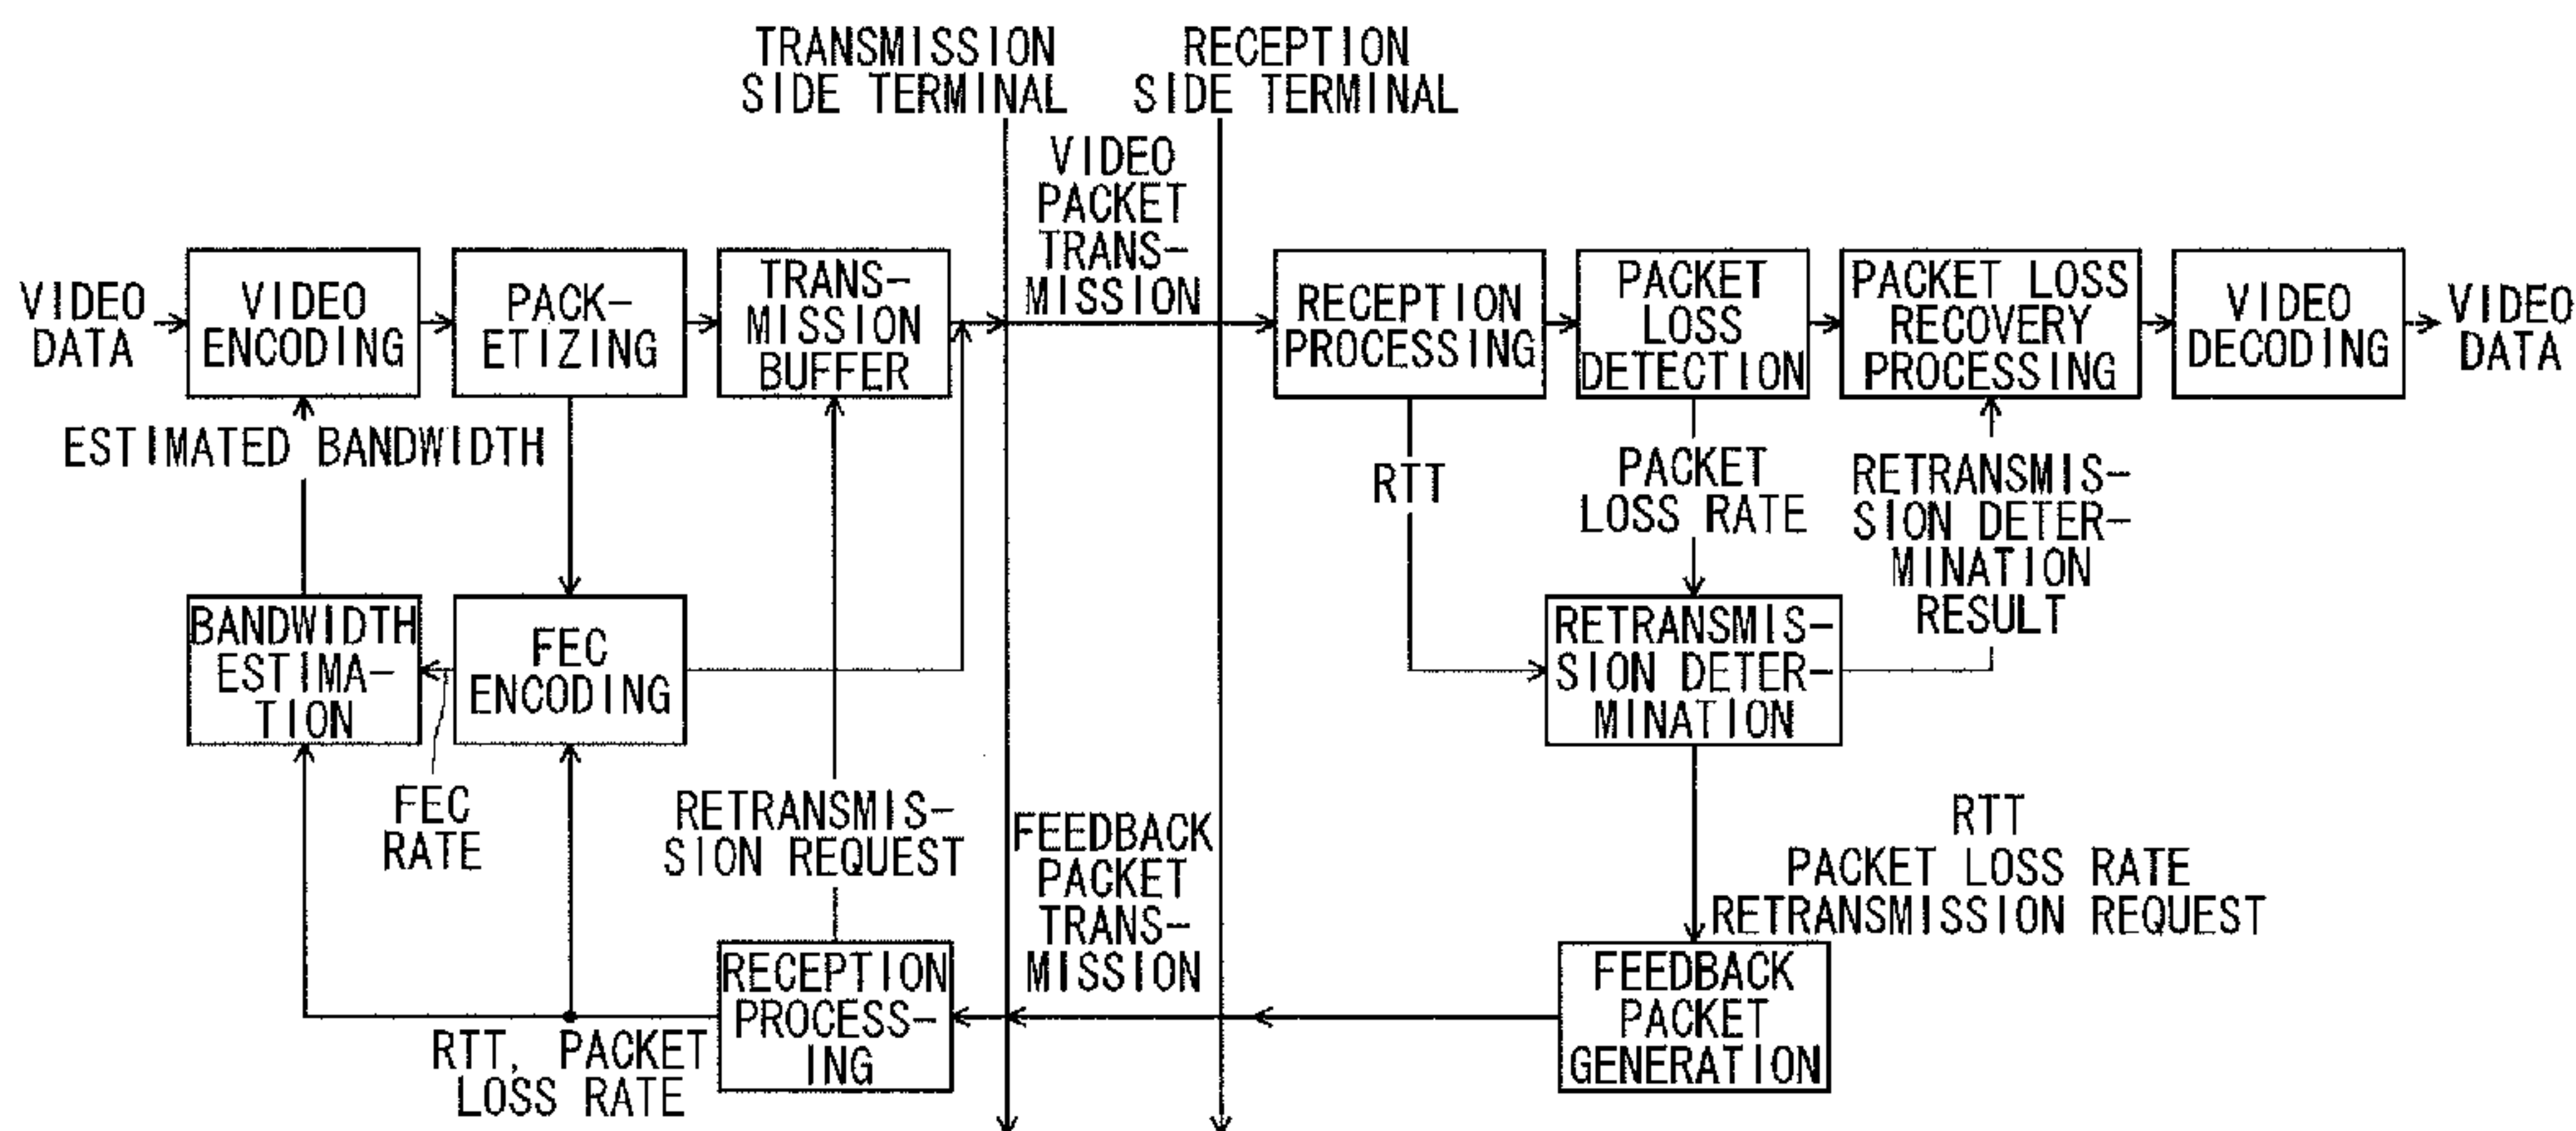 TRANSMISSION
SIDE TERMINAL
RECEPTION
SIDE TERMINAL
VIDEO
PACKET
TRANS-
MISSION
VIDEO
DATA
VIDEO
ENCODING
PACK-
ETIZING
TRANS-
MISSION
BUFFER
RECEPTION
PROCESSING
PACKET
LOSS
DETECTION
PACKET LOSS
RECOVERY
PROCESSING
VIDEO
DECODING
VIDEO
DATA
ESTIMATED BANDWIDTH
RTT
PACKET
LOSS RATE
RETRANSMIS-
SION DETER-
MINATION
RESULT
BANDWIDTH
ESTIMA-
TION
FEC
ENCODING
RETRANSMIS-
SION DETER-
MINATION
FEC
RATE
RETRANSMIS-
SION REQUEST
FEEDBACK
PACKET
TRANS-
MISSION
RTT
PACKET LOSS RATE
RETRANSMISSION REQUEST
RTT, PACKET
LOSS RATE
RECEPTION
PROCESS-
ING
FEEDBACK
PACKET
GENERATION